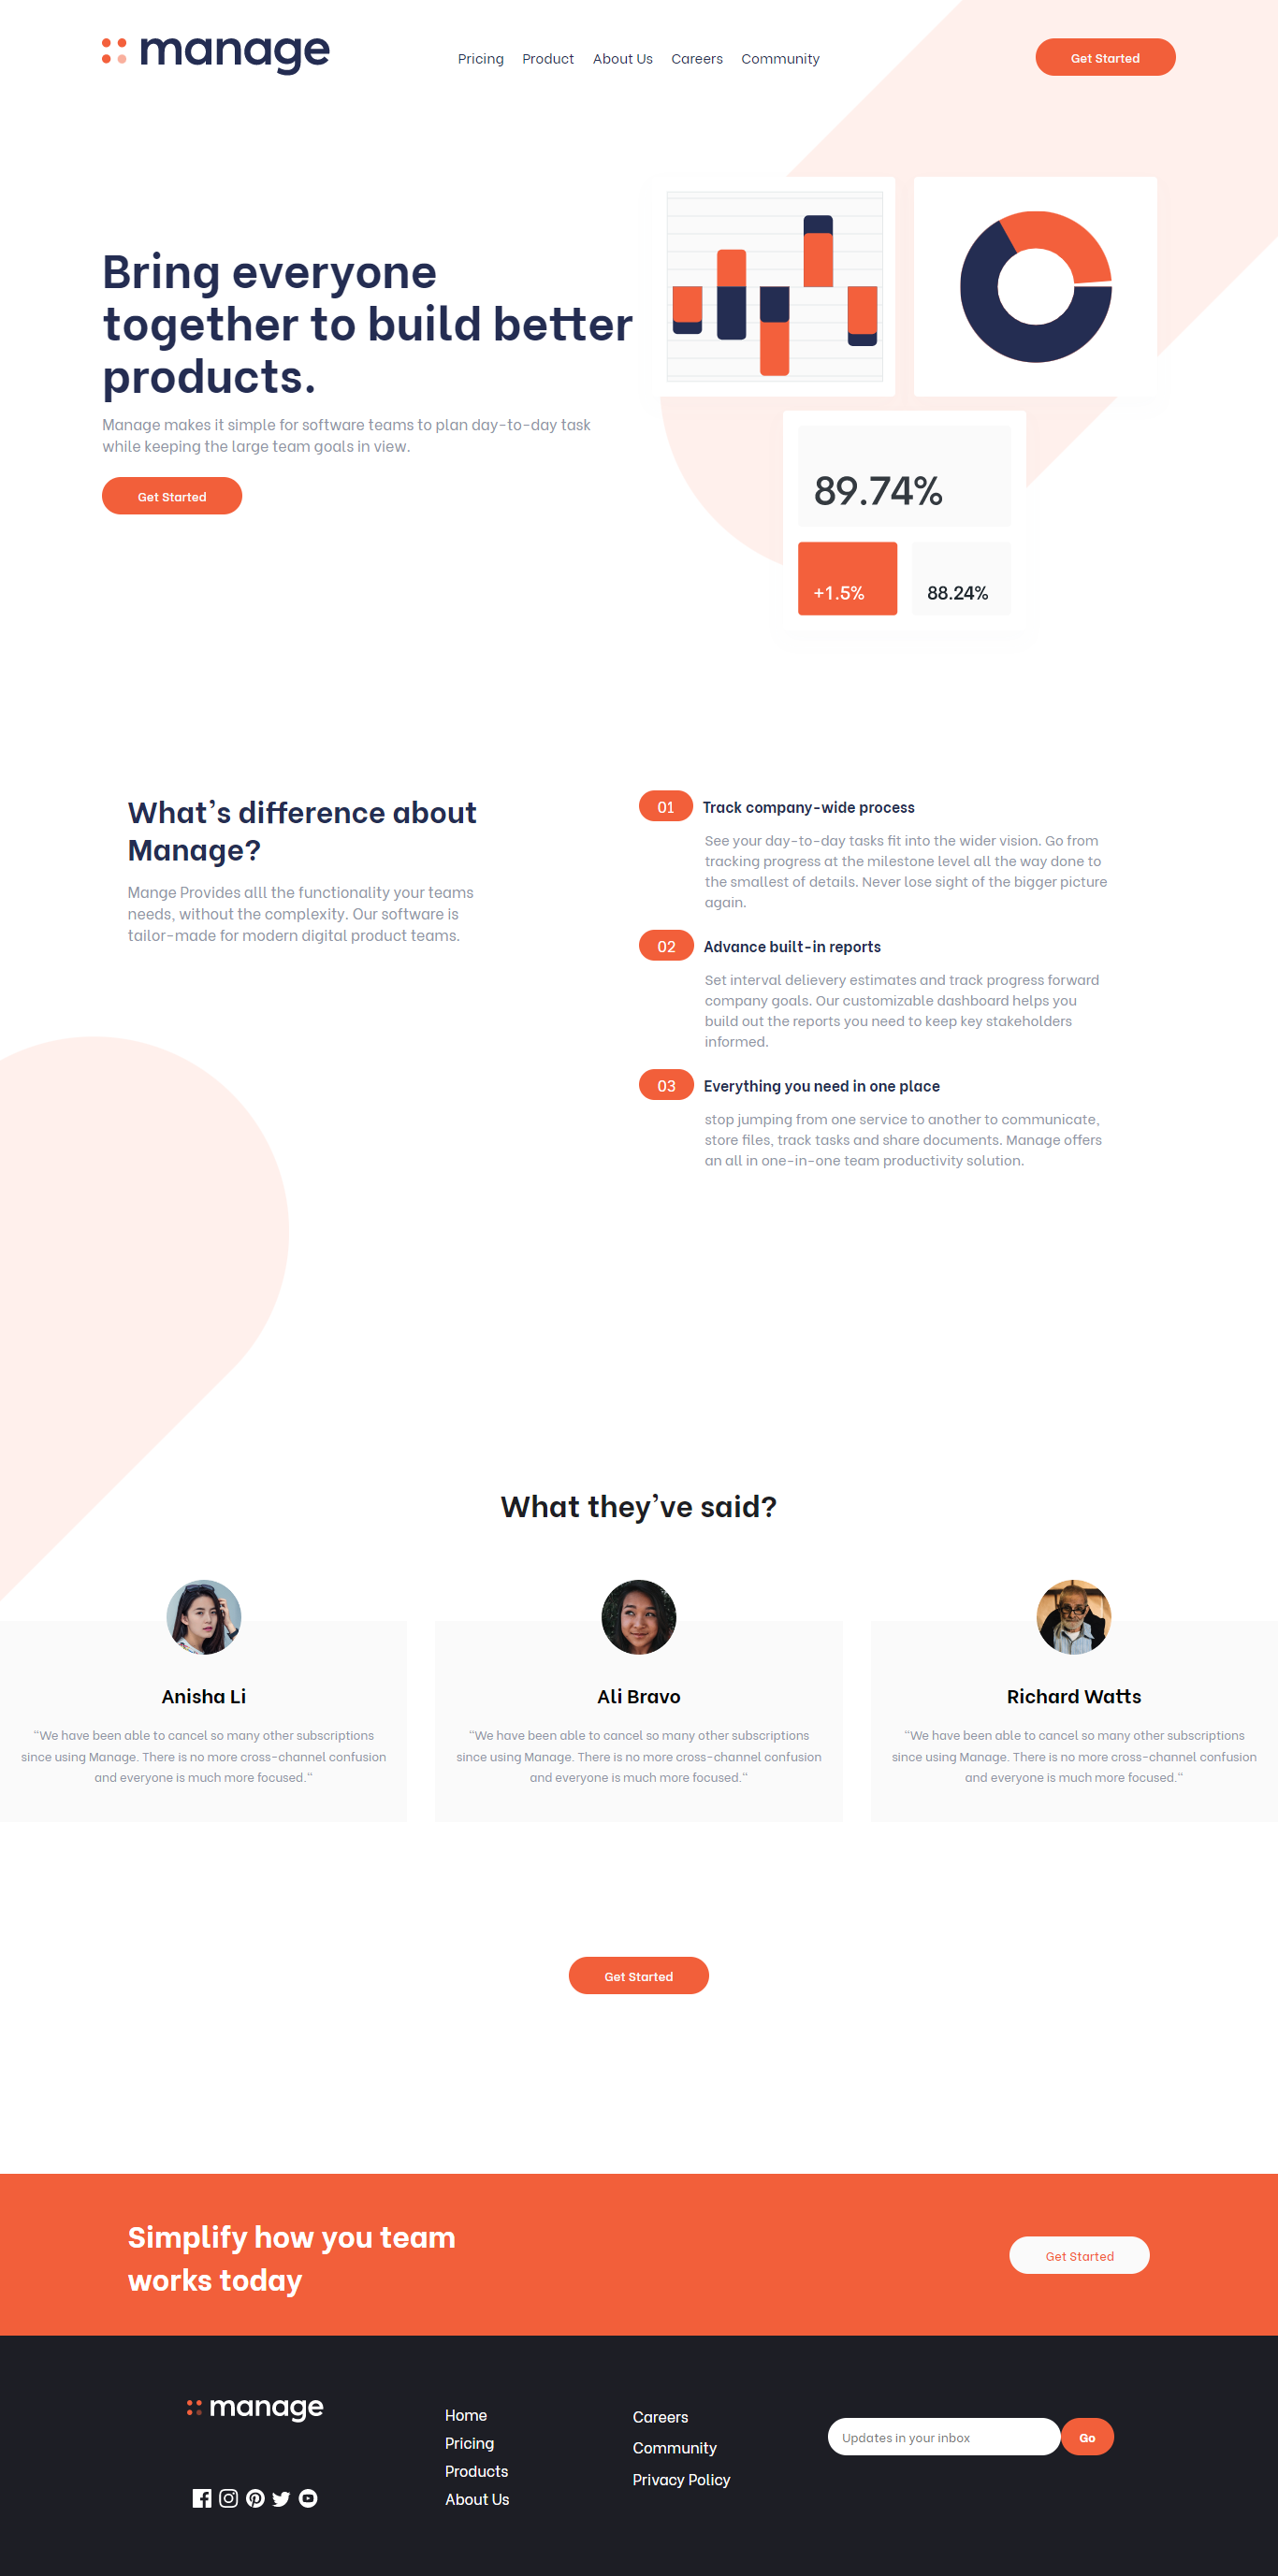 manage
Pricing Product About Us Careers Community
Get Started
Bring everyone
together to build better
products.
Manage makes it simple for software teams to plan day-to-day task
while keeping the large team goals in view.
Get Started
89.74%
+1.5%
88.24%
What's difference about
Manage?
Mange Provides alll the functionality your teams
needs, without the complexity. Our software is
tailor-made for modern digital product teams.
01 Track company-wide process
See your day-to-day tasks fit into the wider vision. Go from
tracking progress at the milestone level all the way done to
the smallest of details. Never lose sight of the bigger picture
again.
02 Advance built-in reports
Set interval delievery estimates and track progress forward
company goals. Our customizable dashboard helps you
build out the reports you need to keep key stakeholders
informed.
03 Everything you need in one place
stop jumping from one service to another to communicate,
store files, track tasks and share documents. Manage offers
an all in one-in-one team productivity solution.
What they've said?
Anisha Li
“We have been able to cancel so many other subscriptions
since using Manage. There is no more cross-channel confusion
and everyone is much more focused.“
Ali Bravo
“We have been able to cancel so many other subscriptions
since using Manage. There is no more cross-channel confusion
and everyone is much more focused.“
Richard Watts
“We have been able to cancel so many other subscriptions
since using Manage. There is no more cross-channel confusion
and everyone is much more focused.“
Get Started
Simplify how you team
works today
Get Started
manage
Home
Pricing
Products
About Us
Careers
Community
Privacy Policy
Updates in your inbox
Go